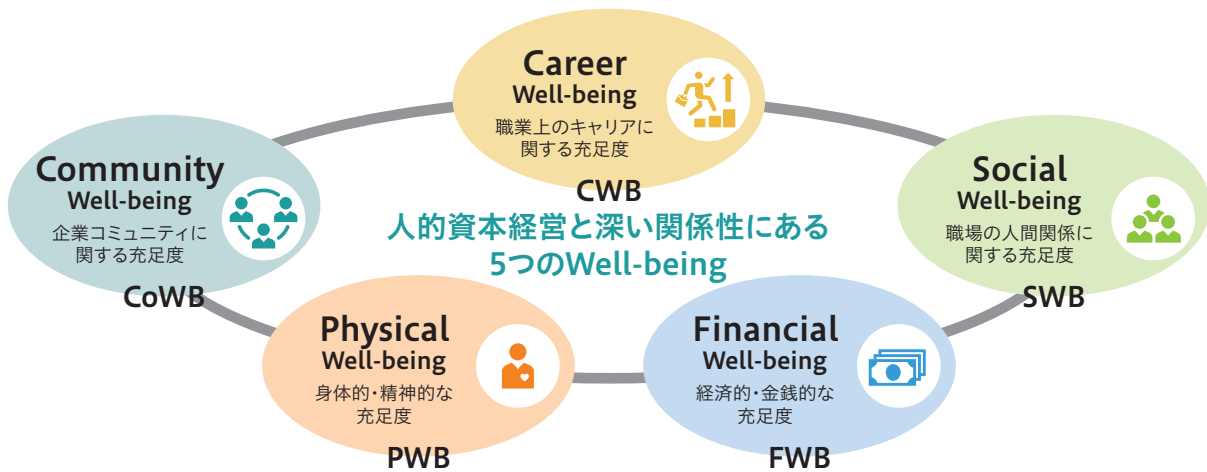 Career
Well-being
職業上のキャリアに
関する充足度
CWB
Community
Well-being
企業コミュニティに
関する充足度
CoWB
Social
Well-being
職場の人間関係に
関する充足度
SWB
人的資本経営と深い関係性にある
5つのWell-being
Physical
Well-being
身体的・精神的な
充足度
PWB
Financial
Well-being
経済的・金銭的な
充足度
FWB